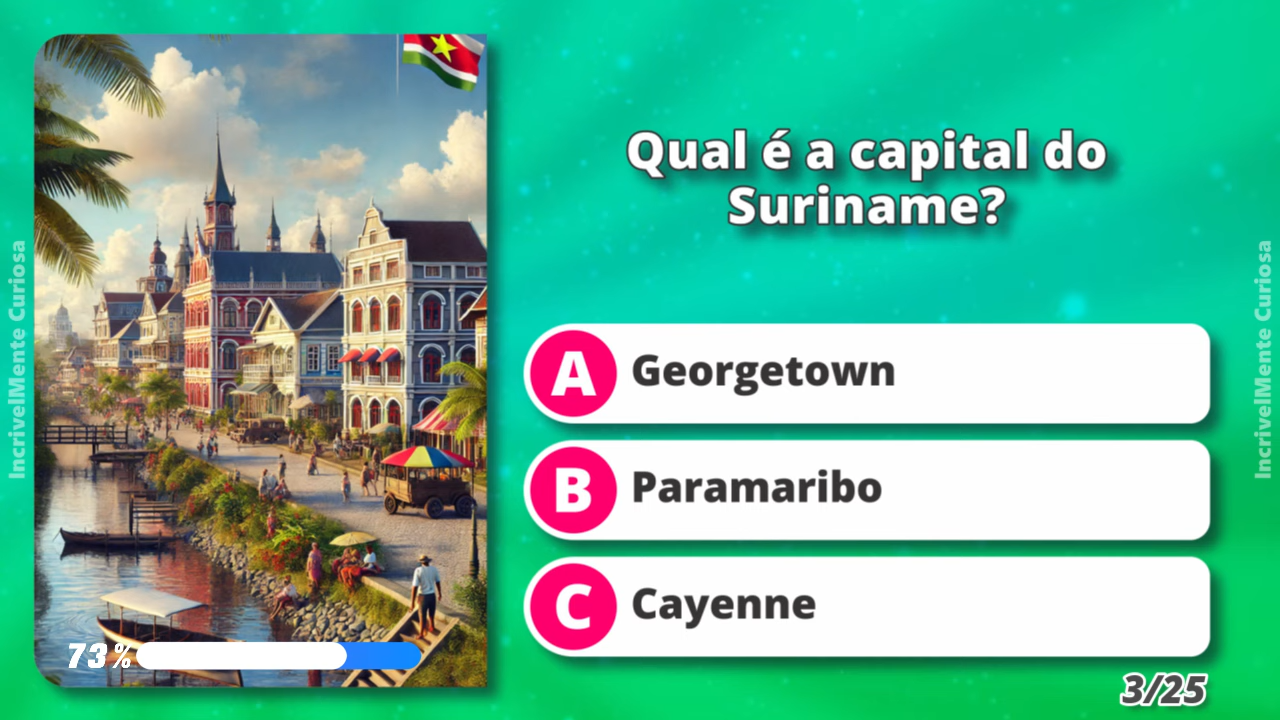 Qual é a capital do
Suriname?
A Georgetown
B Paramaribo
C Cayenne
73%
3/25
IncrivelMente Curiosa
IncrivelMente Curiosa